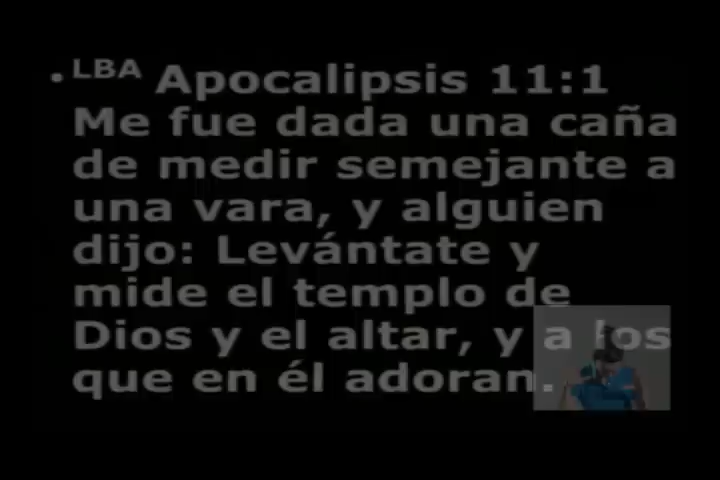 • LBA Apocalipsis 11:1
Me fue dada una caña
de medir semejante a
una vara, y alguien
dijo: Levántate y
mide el templo de
Dios y el altar, y a los
que en él adoran.